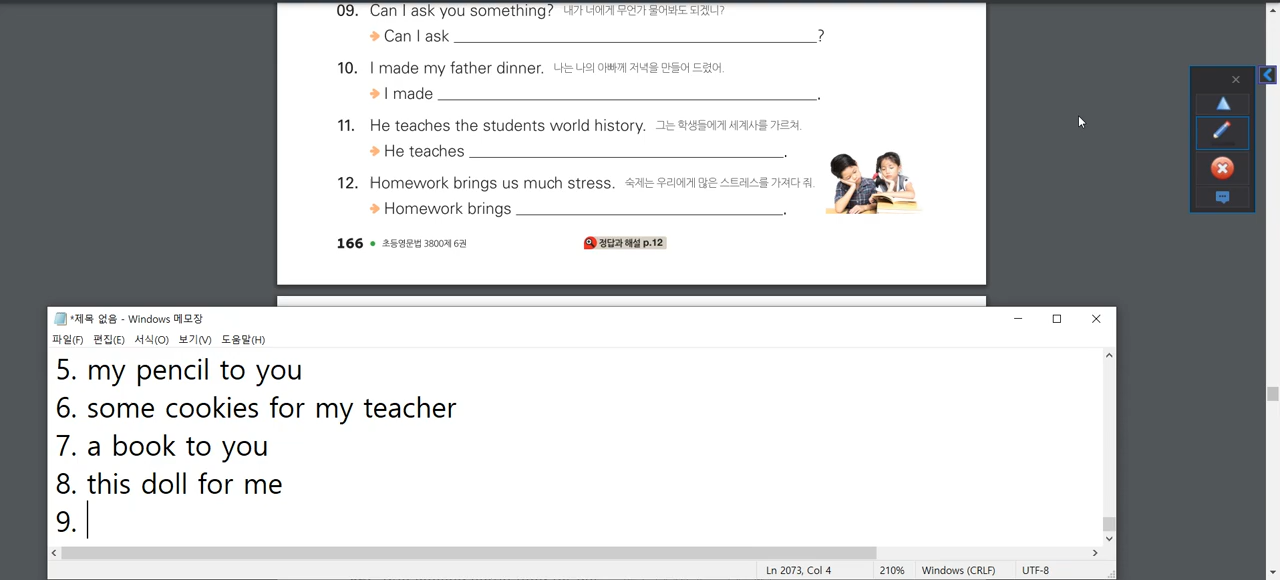 09. Can I ask you something? 내가 너에게 무언가 물어봐도 되겠니?
Can I ask ?
10. I made my father dinner. 나는 나의 아빠께 저녁을 만들어 드렸어.
I made .
11. He teaches the students world history. 그는 학생들에게 세계사를 가르쳐.
He teaches .
12. Homework brings us much stress. 숙제는 우리에게 많은 스트레스를 가져다 줘.
Homework brings .
166 초등영문법 3800제 6권 정답과 해설 p.12
*제목 없음 - Windows 메모장
파일(F) 편집(E) 서식(O) 보기(V) 도움말(H)
5. my pencil to you
6. some cookies for my teacher
7. a book to you
8. this doll for me
9.
Ln 2073, Col 4 210% Windows (CRLF) UTF-8